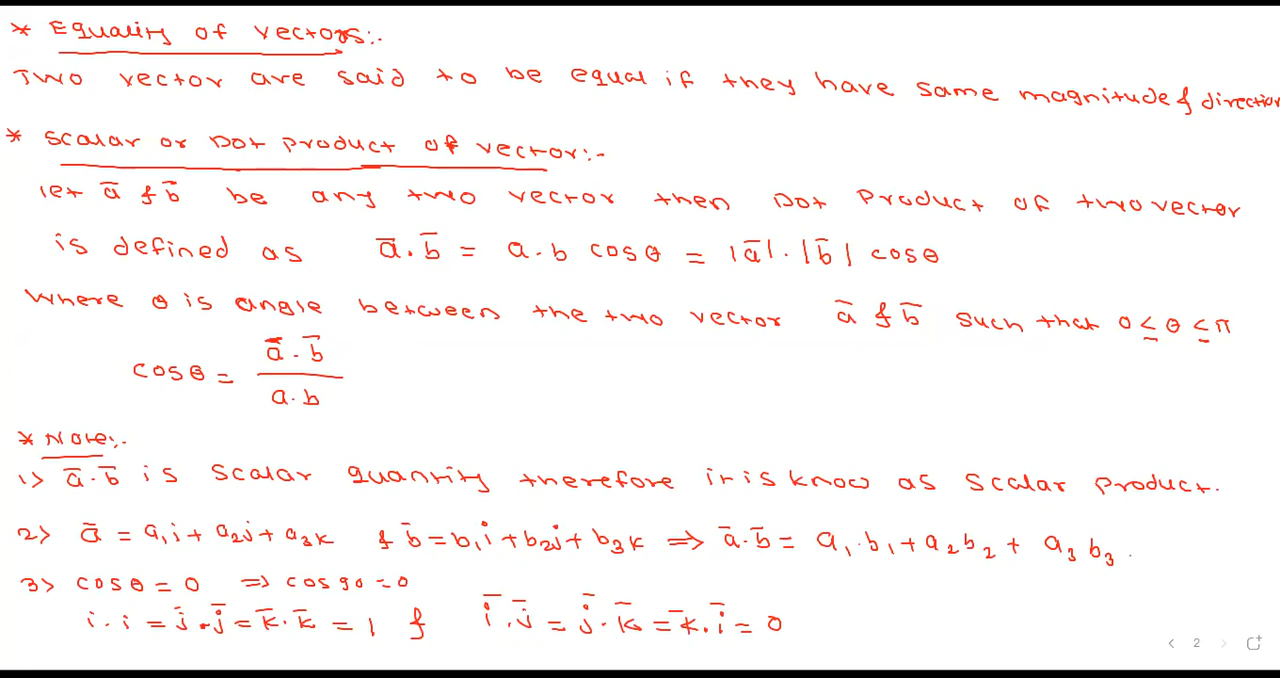 * Equality of vectors:-
Two vector are said to be equal if they have same magnitude & direction
* Scalar or Dot product of vector:-
let a̅ & b̅ be any two vector then Dot Product of two vector
is defined as a̅.b̅ = a.b cosθ = |a̅|.|b̅| cosθ
Where θ is angle between the two vector a̅ & b̅ such that 0≤θ≤π
cosθ = a̅.b̅ / a.b
* Note:-
1> a̅.b̅ is scalar quantity therefore it is know as scalar product.
2> a̅ = a₁i + a₂j + a₃k & b̅ = b₁i + b₂j + b₃k ⇒ a̅.b̅ = a₁.b₁ + a₂b₂ + a₃b₃.
3> cosθ = 0 ⇒ cos90 = 0
i.i = j̅.j̅ = k̅.k̅ = 1 & i̅.j̅ = j̅.k̅ = k̅.i̅ = 0
< 2 >